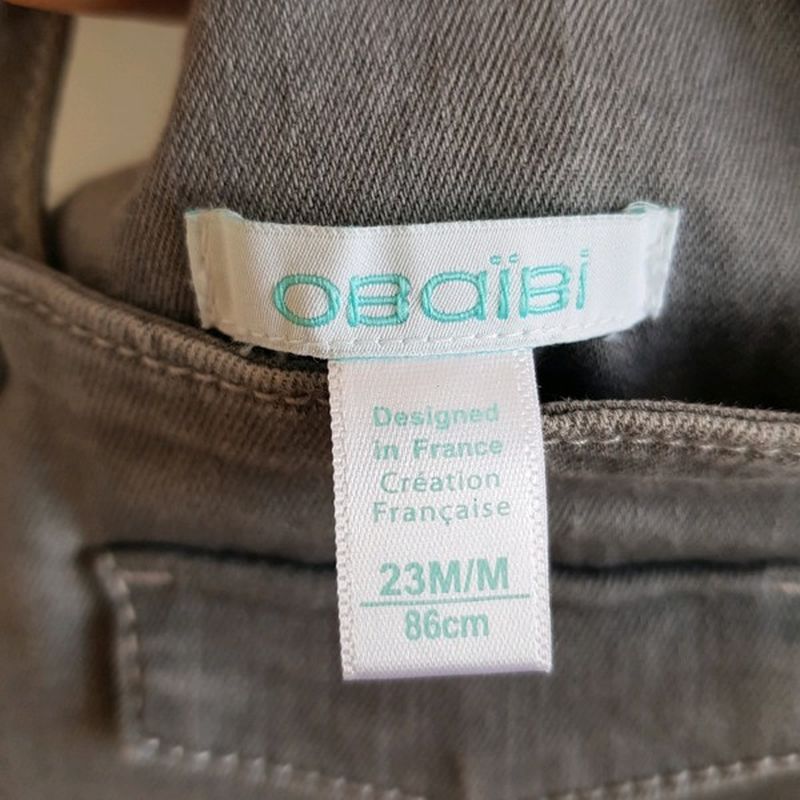 OBaïBi
Designed
in France
Création
Française
23M/M
86cm